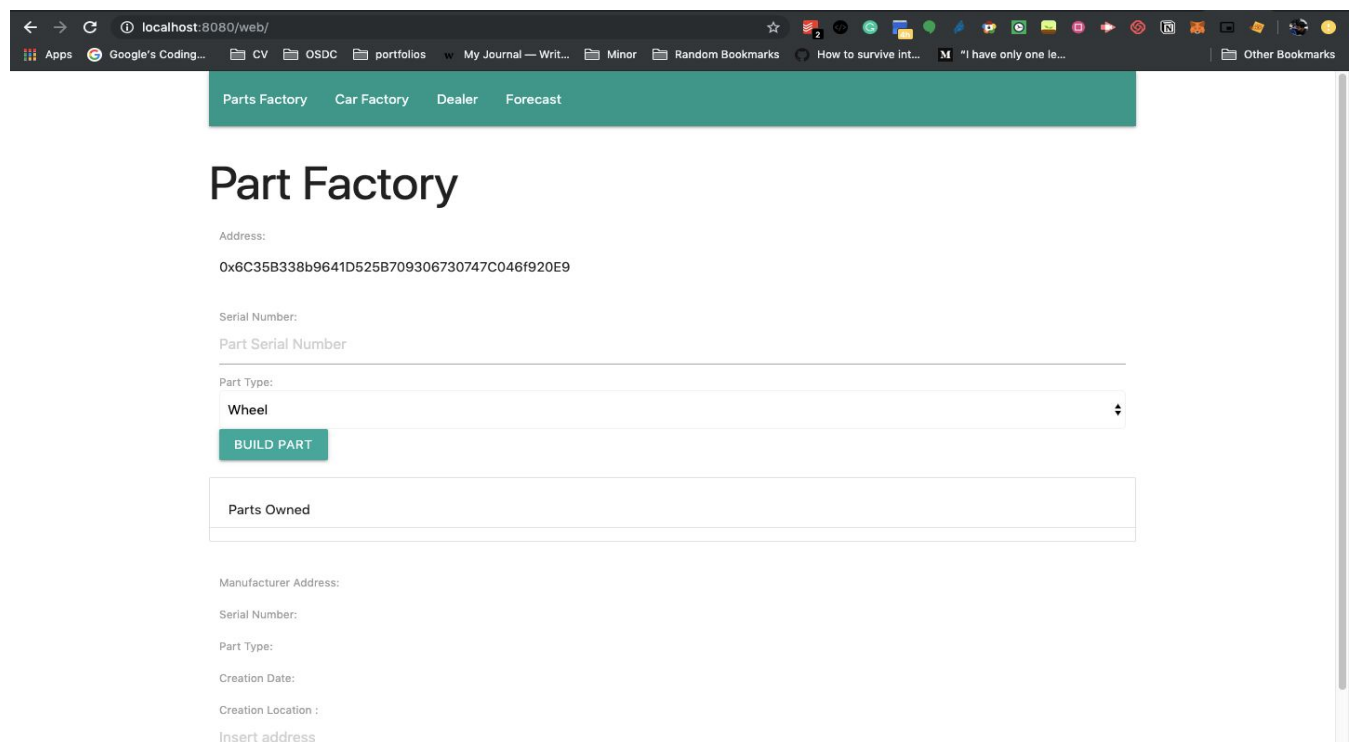 localhost:8080/web/
2
Apps Google's Coding... CV OSDC portfolios w My Journal — Writ... Minor Random Bookmarks How to survive int... M "I have only one le... Other Bookmarks
Parts Factory Car Factory Dealer Forecast
Part Factory
Address:
0x6C35B338b9641D525B709306730747C046f920E9
Serial Number:
Part Serial Number
Part Type:
Wheel
BUILD PART
Parts Owned
Manufacturer Address:
Serial Number:
Part Type:
Creation Date:
Creation Location :
Insert address